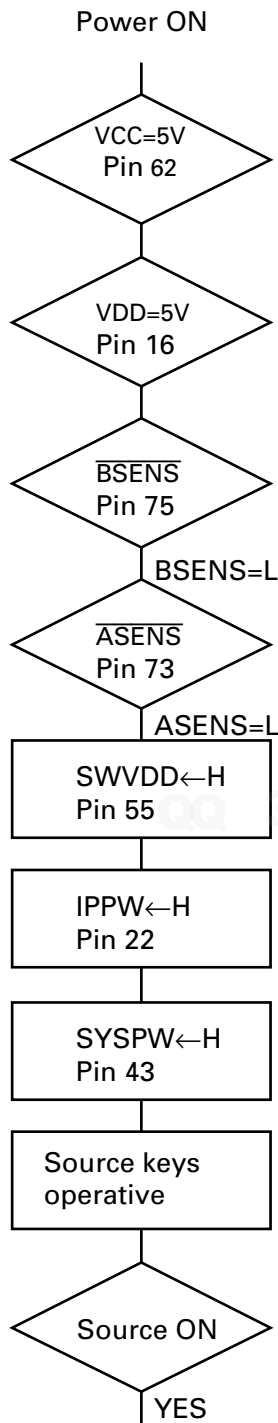 Power ON
VCC=5V
Pin 62
VDD=5V
Pin 16
BSENS
Pin 75
BSENS=L
ASENS
Pin 73
ASENS=L
SWVDD←H
Pin 55
IPPW←H
Pin 22
SYSPW←H
Pin 43
Source keys
operative
Source ON
YES